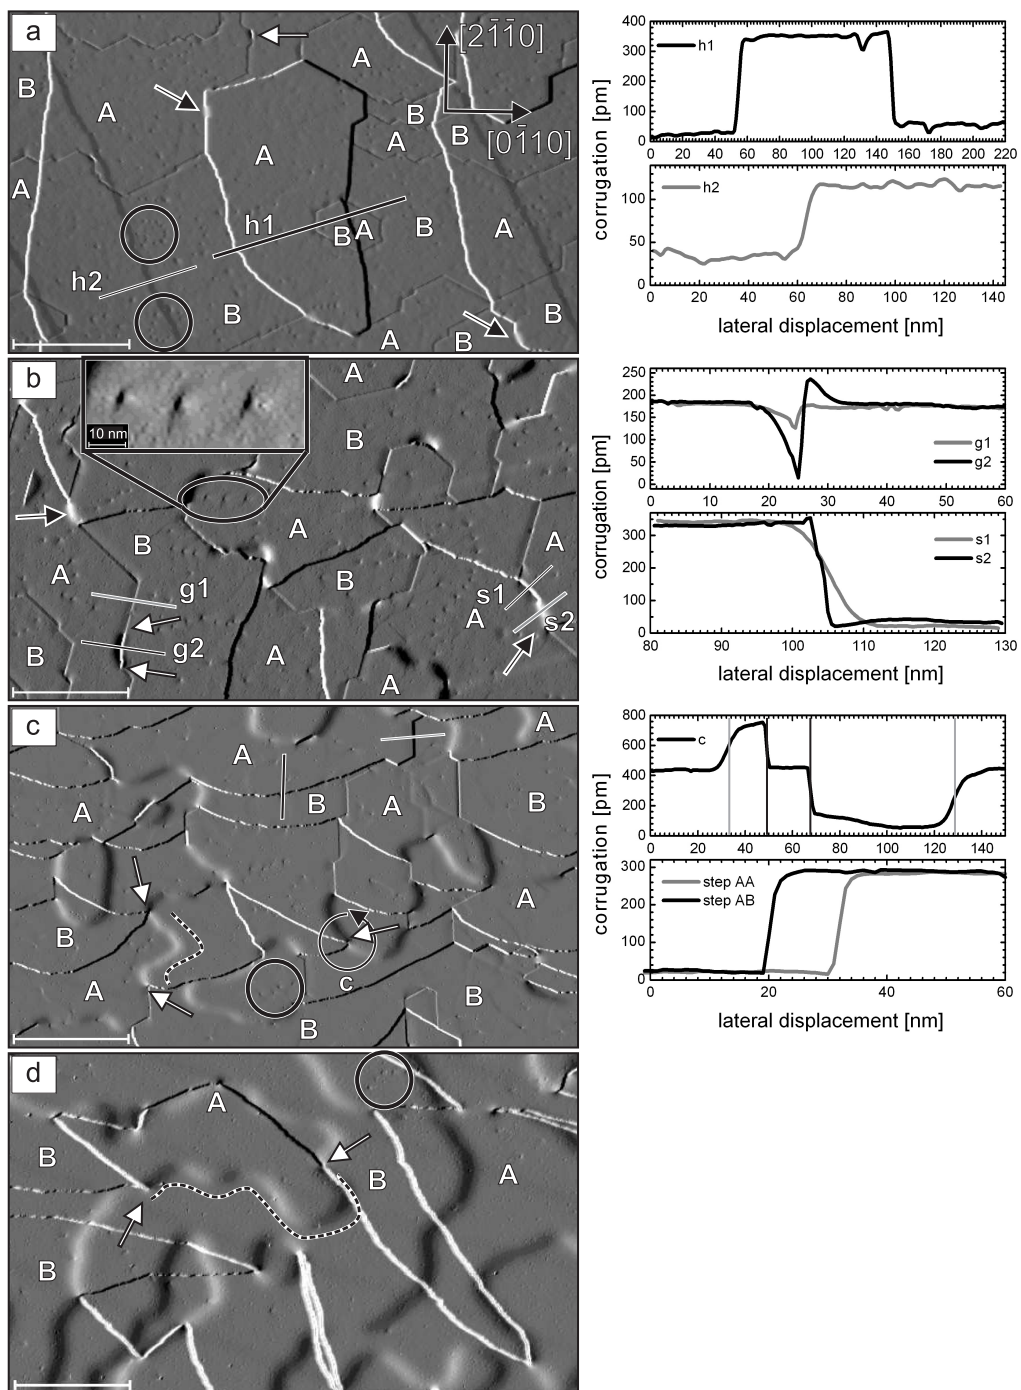 a
[2-1-10]
[0-110]
B
A
A
B
B
A
A
A
h1
B
A
B
A
h2
B
A
B
B
b
10 nm
A
B
A
B
A
A
B
g1
s1
A
s2
g2
B
A
A
c
A
A
B
A
A
B
B
A
A
c
B
d
A
B
B
A
B
corrugation [pm]
400
300
200
100
0
h1
0 20 40 60 80 100 120 140 160 180 200 220
100
50
0
h2
0 20 40 60 80 100 120 140
lateral displacement [nm]
corrugation [pm]
250
200
150
100
50
0
g1
g2
0 10 20 30 40 50 60
300
200
100
0
s1
s2
80 90 100 110 120 130
lateral displacement [nm]
corrugation [pm]
800
600
400
200
0
c
0 20 40 60 80 100 120 140
300
200
100
0
step AA
step AB
0 20 40 60
lateral displacement [nm]